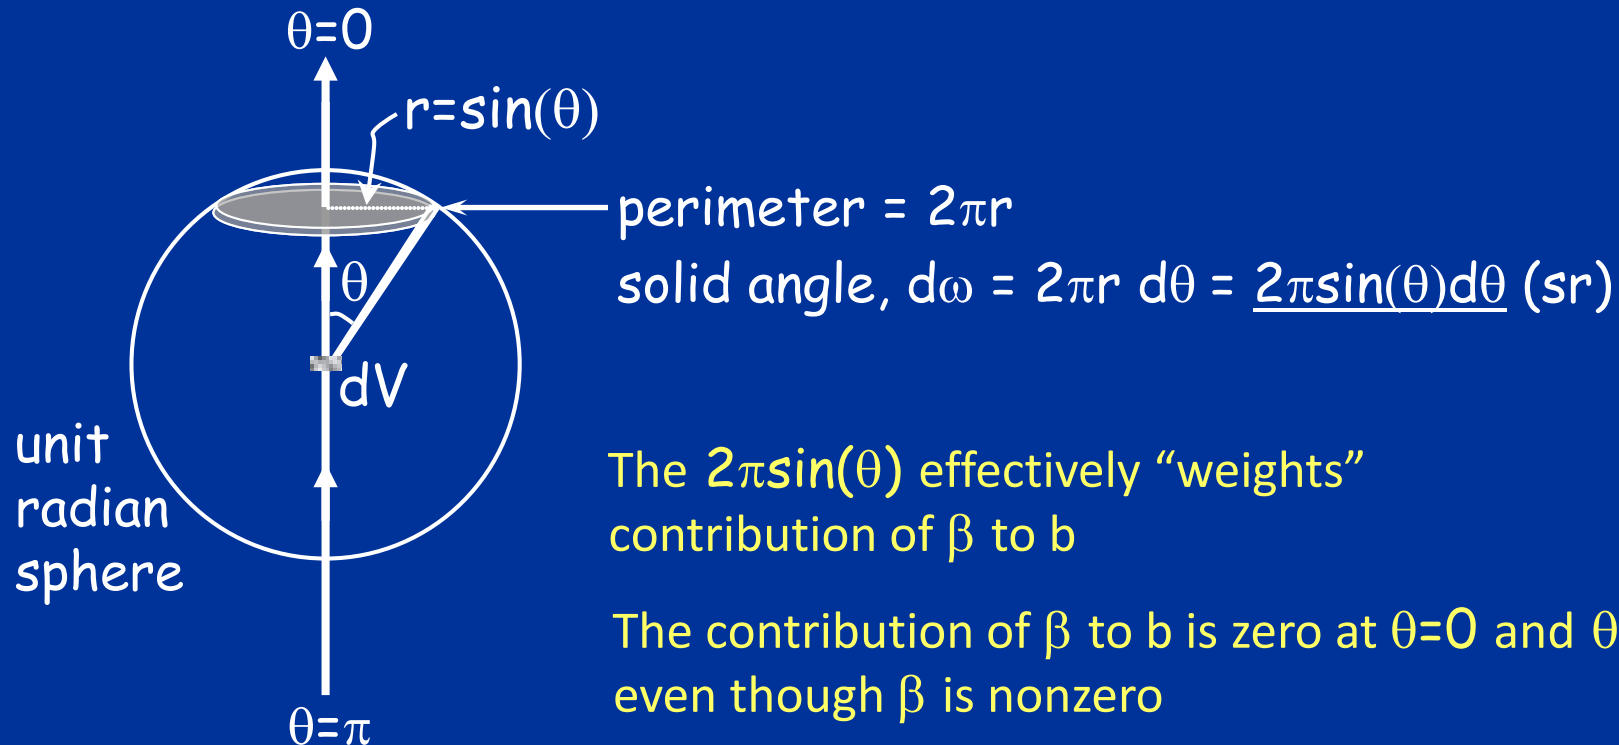 θ=0
r=sin(θ)
perimeter = 2πr
θ
solid angle, dω = 2πr dθ = 2πsin(θ)dθ (sr)
dV
unit
radian
sphere
The 2πsin(θ) effectively “weights”
contribution of β to b
The contribution of β to b is zero at θ=0 and θ
even though β is nonzero
θ=π